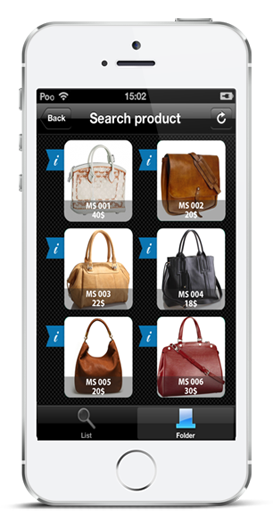 Poc 15:02
Back Search product
i i
MS 001 MS 002
40$ 20$
i i
MS 003 MS 004
22$ 18$
i i
MS 005 MS 006
20$ 30$
List Folder